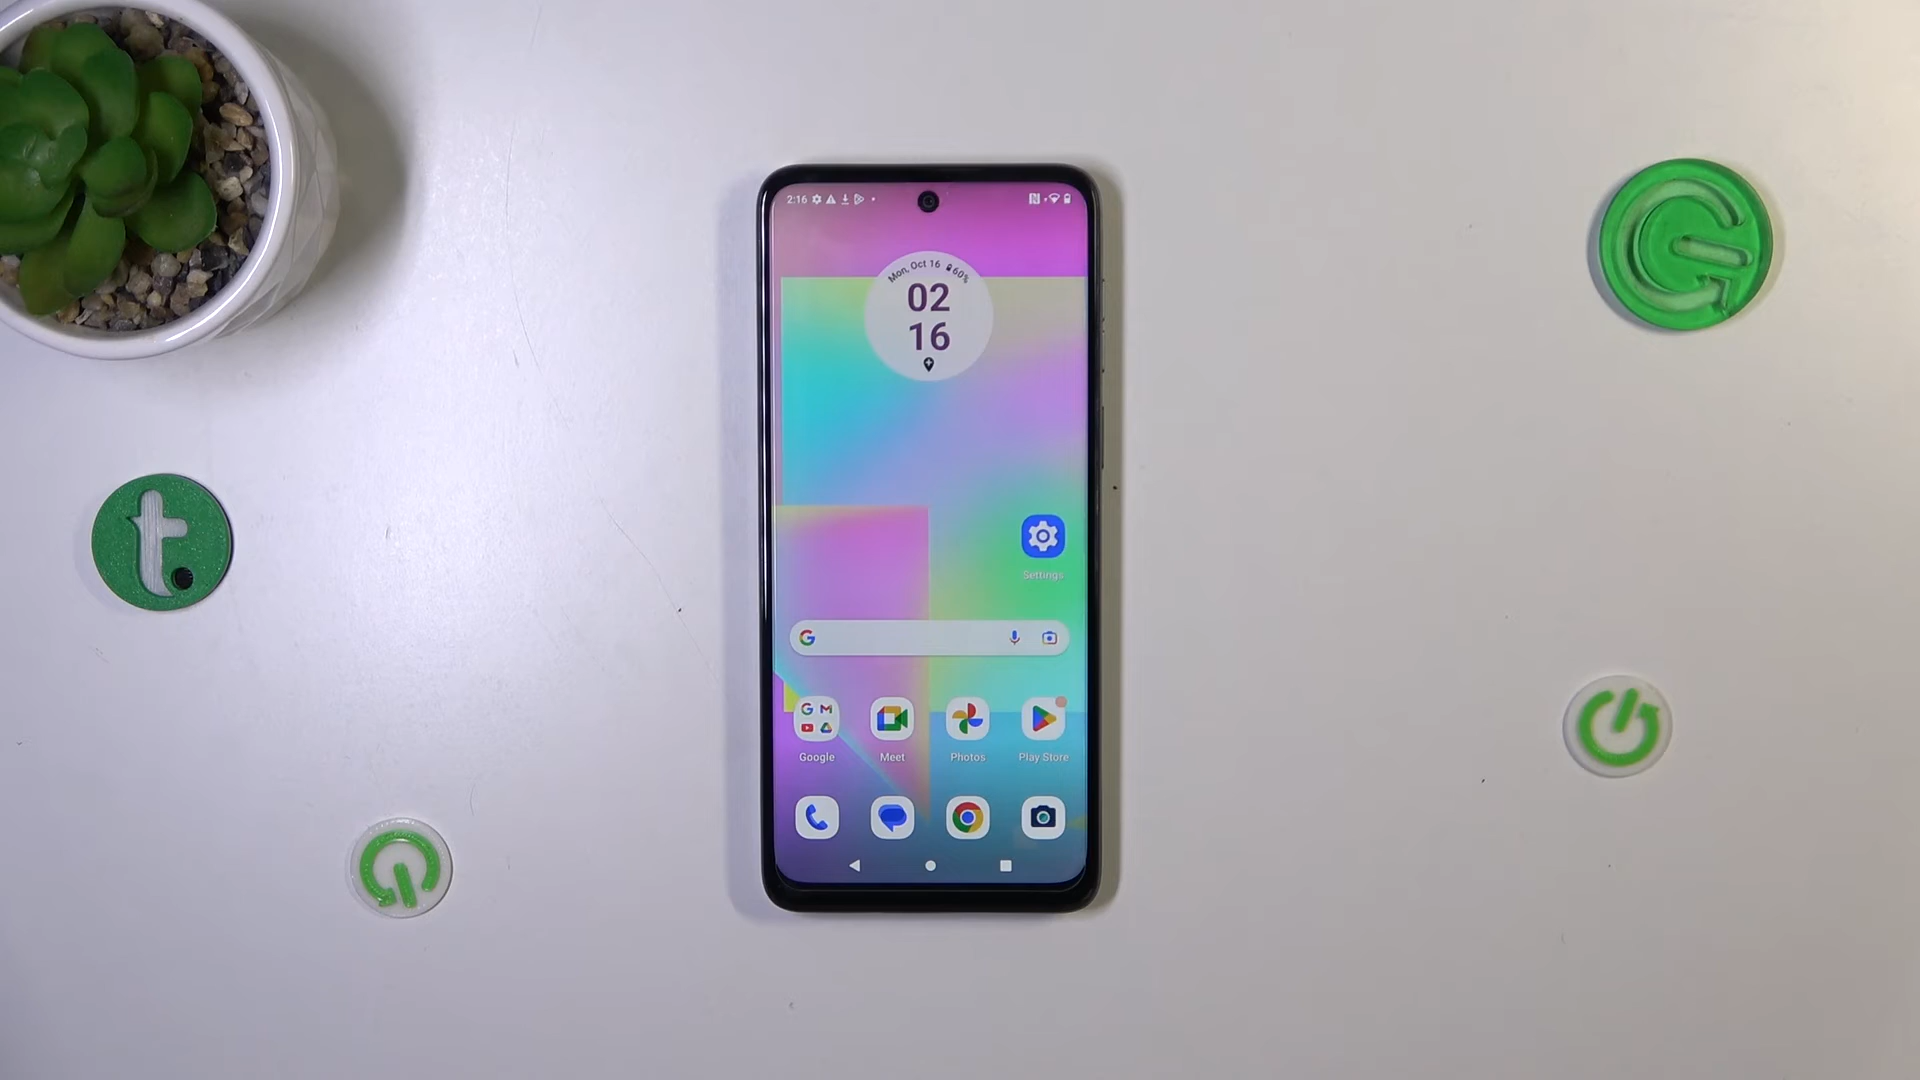 2:16
Mon, Oct 16 60%
02
16
Settings
Google
Meet
Photos
Play Store
t.